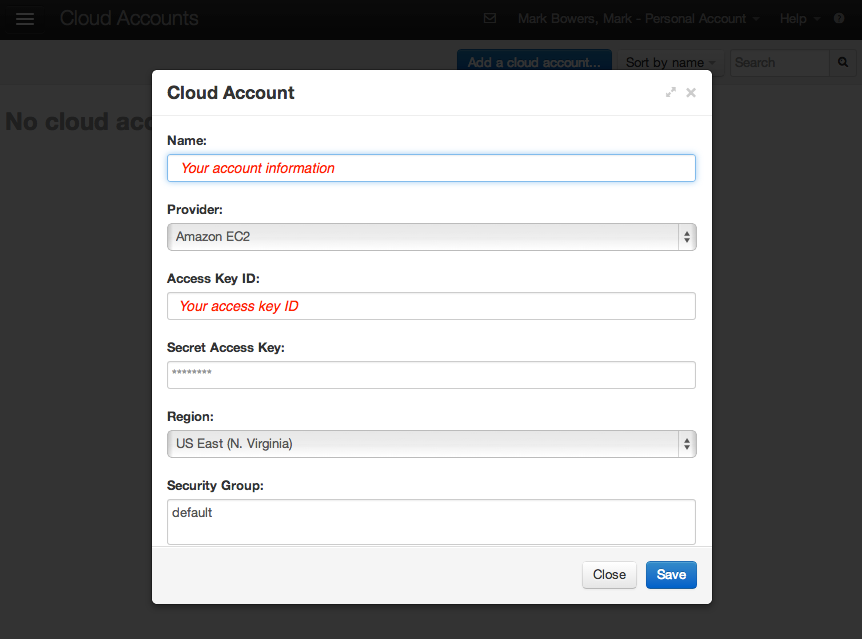 Cloud Accounts
Mark Bowers, Mark - Personal Account
Help
Add a cloud account...
Sort by name
Search
No cloud acc
Cloud Account
Name:
Your account information
Provider:
Amazon EC2
Access Key ID:
Your access key ID
Secret Access Key:
********
Region:
US East (N. Virginia)
Security Group:
default
Close
Save